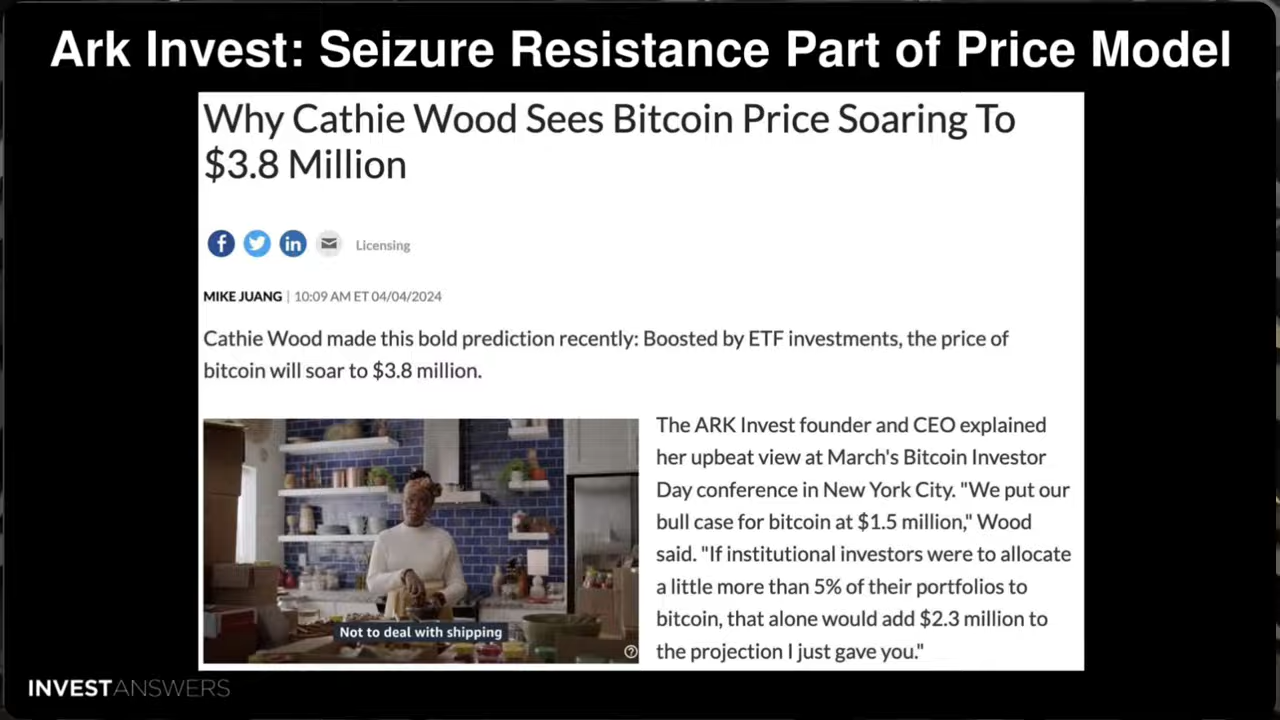 Ark Invest: Seizure Resistance Part of Price Model
Why Cathie Wood Sees Bitcoin Price Soaring To
$3.8 Million
Licensing
MIKE JUANG | 10:09 AM ET 04/04/2024
Cathie Wood made this bold prediction recently: Boosted by ETF investments, the price of
bitcoin will soar to $3.8 million.
The ARK Invest founder and CEO explained
her upbeat view at March's Bitcoin Investor
Day conference in New York City. "We put our
bull case for bitcoin at $1.5 million," Wood
said. "If institutional investors were to allocate
a little more than 5% of their portfolios to
bitcoin, that alone would add $2.3 million to
the projection I just gave you."
Not to deal with shipping
INVESTANSWERS